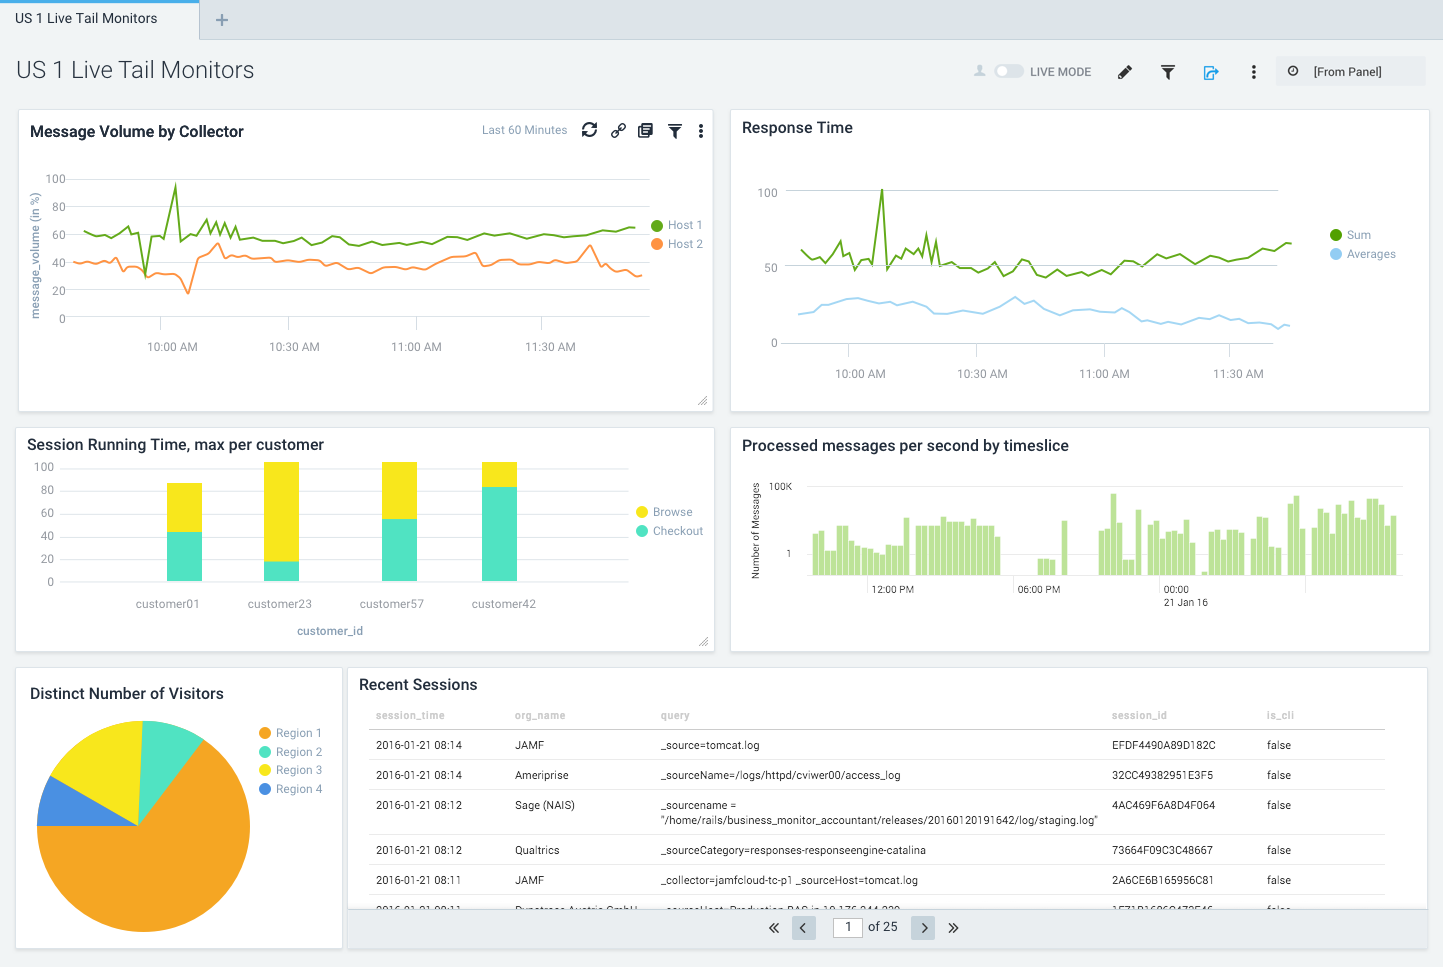 US 1 Live Tail Monitors
US 1 Live Tail Monitors
LIVE MODE
[From Panel]
Message Volume by Collector
Last 60 Minutes
message_volume (in %)
100
80
60
40
20
0
10:00 AM 10:30 AM 11:00 AM 11:30 AM
Host 1
Host 2
Response Time
100
50
0
10:00 AM 10:30 AM 11:00 AM 11:30 AM
Sum
Averages
Session Running Time, max per customer
100
80
60
40
20
0
customer01 customer23 customer57 customer42
customer_id
Browse
Checkout
Processed messages per second by timeslice
Number of Messages
100K
1
12:00 PM 06:00 PM 00:00
21 Jan 16
Distinct Number of Visitors
Region 1
Region 2
Region 3
Region 4
Recent Sessions
session_time org_name query session_id is_cli
2016-01-21 08:14 JAMF _source=tomcat.log EFDF4490A89D182C false
2016-01-21 08:14 Ameriprise _sourceName=/logs/httpd/cviwer00/access_log 32CC49382951E3F5 false
2016-01-21 08:12 Sage (NAIS) _sourcename = 4AC469F6A8D4F064 false
"/home/rails/business_monitor_accountant/releases/20160120191642/log/staging.log"
2016-01-21 08:12 Qualtrics _sourceCategory=responses-responseengine-catalina 73664F09C3C48667 false
2016-01-21 08:11 JAMF _collector=jamfcloud-tc-p1 _sourceHost=tomcat.log 2A6CE6B165956C81 false
1 of 25